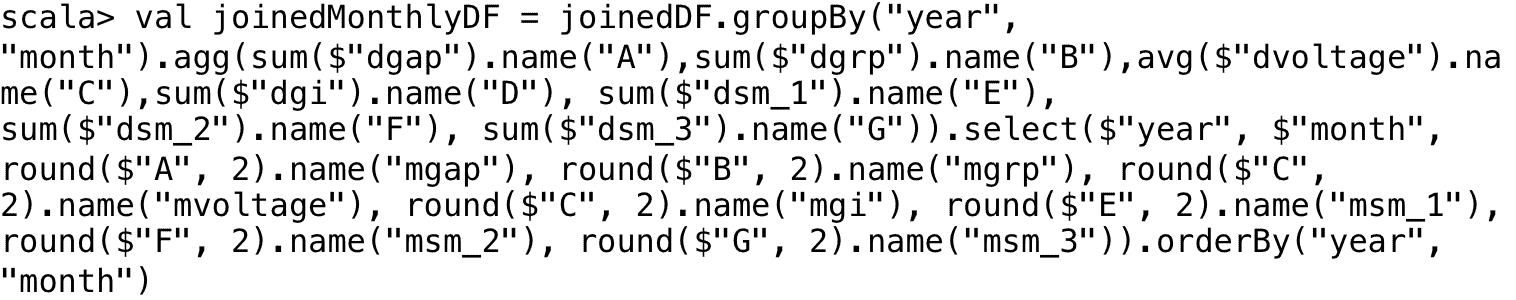 scala> val joinedMonthlyDF = joinedDF.groupBy("year",
"month").agg(sum($"dgap").name("A"),sum($"dgrp").name("B"),avg($"dvoltage").na
me("C"),sum($"dgi").name("D"), sum($"dsm_1").name("E"),
sum($"dsm_2").name("F"), sum($"dsm_3").name("G")).select($"year", $"month",
round($"A", 2).name("mgap"), round($"B", 2).name("mgrp"), round($"C",
2).name("mvoltage"), round($"C", 2).name("mgi"), round($"E", 2).name("msm_1"),
round($"F", 2).name("msm_2"), round($"G", 2).name("msm_3")).orderBy("year",
"month")